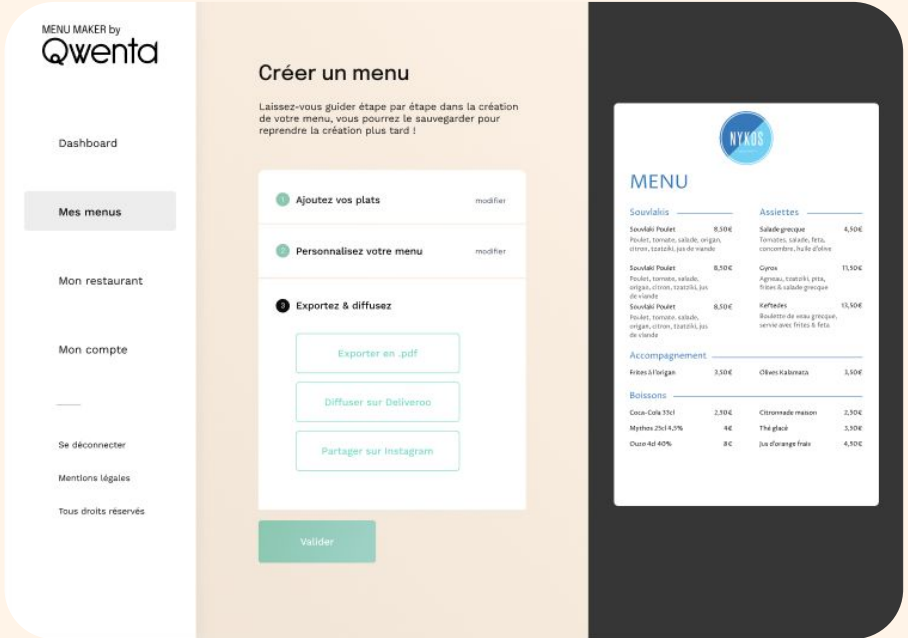 MENU MAKER by
Qwenta
Dashboard
Mes menus
Mon restaurant
Mon compte
Se déconnecter
Mentions légales
Tous droits réservés
Créer un menu
Laissez-vous guider étape par étape dans la création
de votre menu, vous pourrez le sauvegarder pour
reprendre la création plus tard !
1 Ajoutez vos plats modifier
2 Personnalisez votre menu modifier
3 Exportez & diffusez
Exporter en .pdf
Diffuser sur Deliveroo
Partager sur Instagram
Valider
NYKOS
MENU
Souvlakis
Souvlaki Poulet 8,50€
Poulet, tomate, salade, origan,
citron, tzatziki, jus de viande
Souvlaki Poulet 8,50€
Poulet, tomate, salade,
origan, citron, tzatziki, jus
de viande
Souvlaki Poulet 8,50€
Poulet, tomate, salade,
origan, citron, tzatziki, jus
de viande
Assiettes
Salade grecque 4,50€
Tomates, salade, feta,
concombre, huile d'olive
Gyros 11,50€
Agneau, tzatziki, pita,
frites & salade grecque
Keftedes 13,50€
Boulette de veau grecque,
servie avec frites & feta
Accompagnement
Frites à l'origan 3,50€ Olives Kalamata 3,50€
Boissons
Coca-Cola 33cl 2,50€ Citronnade maison 2,50€
Mythos 25cl 4,5% 4€ Thé glacé 3,50€
Ouzo 4cl 40% 8€ Jus d'orange frais 4,50€